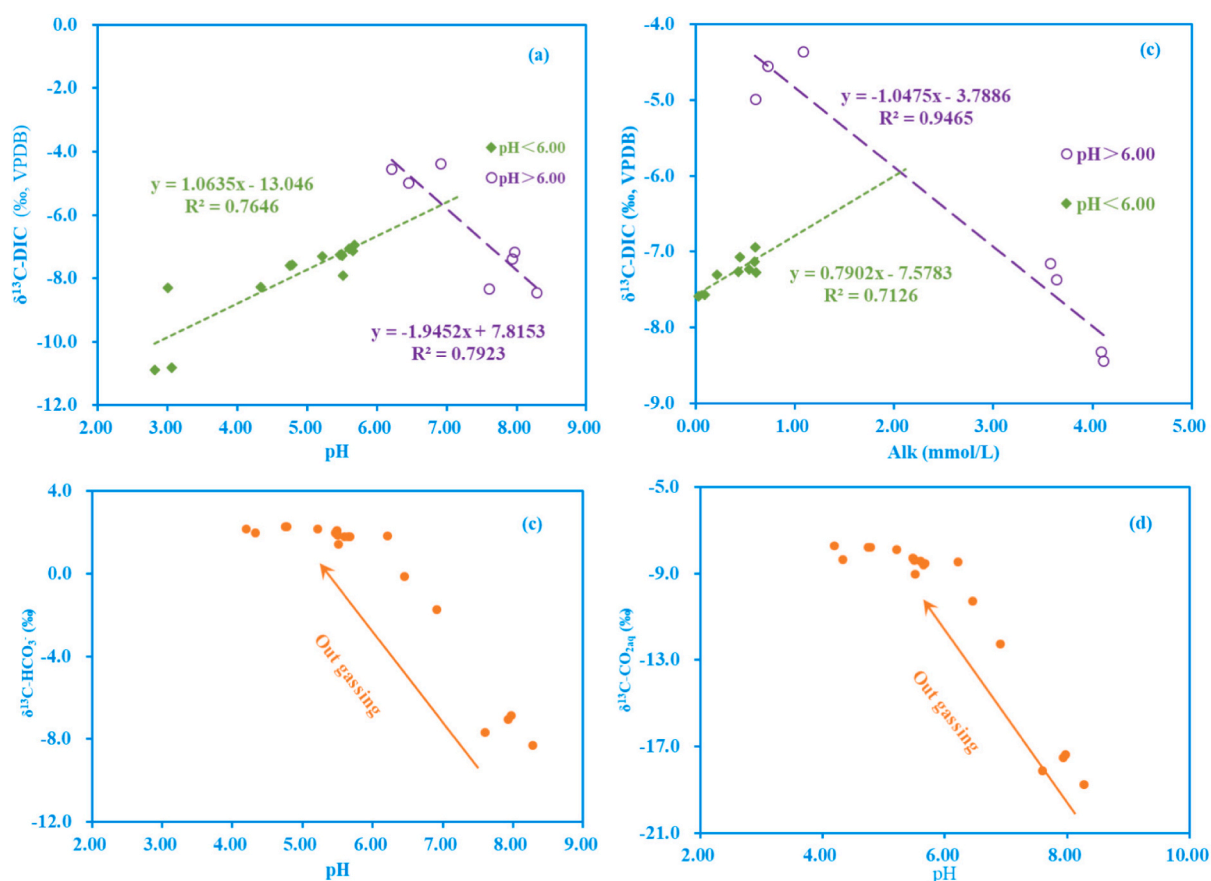 0.0
-2.0
-4.0
-6.0
-8.0
-10.0
-12.0
δ¹³C-DIC (‰, VPDB)
(a)
pH＜6.00
pH＞6.00
y = 1.0635x - 13.046
R² = 0.7646
y = -1.9452x + 7.8153
R² = 0.7923
2.00 3.00 4.00 5.00 6.00 7.00 8.00 9.00
pH
-4.0
-5.0
-6.0
-7.0
-8.0
-9.0
δ¹³C-DIC (‰, VPDB)
(c)
y = -1.0475x - 3.7886
R² = 0.9465
pH＞6.00
pH＜6.00
y = 0.7902x - 7.5783
R² = 0.7126
0.00 1.00 2.00 3.00 4.00 5.00
Alk (mmol/L)
4.0
0.0
-4.0
-8.0
-12.0
δ¹³C-HCO₃⁻ (‰)
(c)
Out gassing
2.00 3.00 4.00 5.00 6.00 7.00 8.00 9.00
pH
-5.0
-9.0
-13.0
-17.0
-21.0
δ¹³C-CO₂aq (‰)
(d)
Out gassing
2.00 4.00 6.00 8.00 10.00
pH